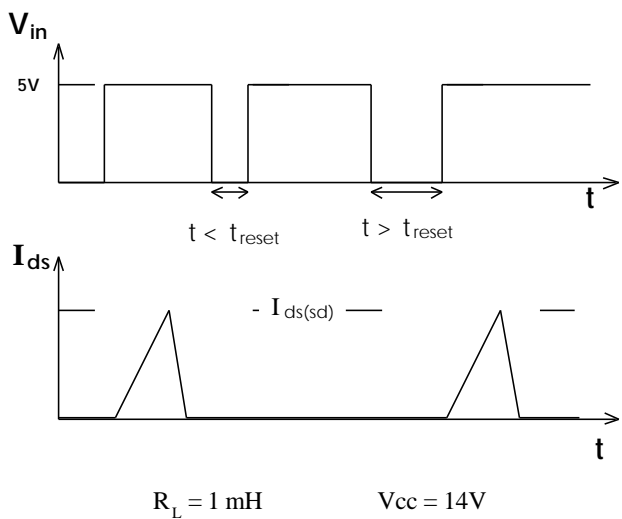 Vin
5V
t
t < treset t > treset
Ids
Ids(sd)
t
RL = 1 mH Vcc = 14V